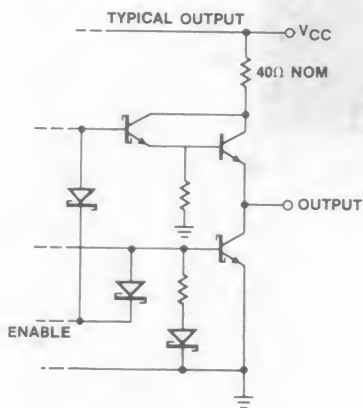 TYPICAL OUTPUT
VCC
40Ω NOM
OUTPUT
ENABLE